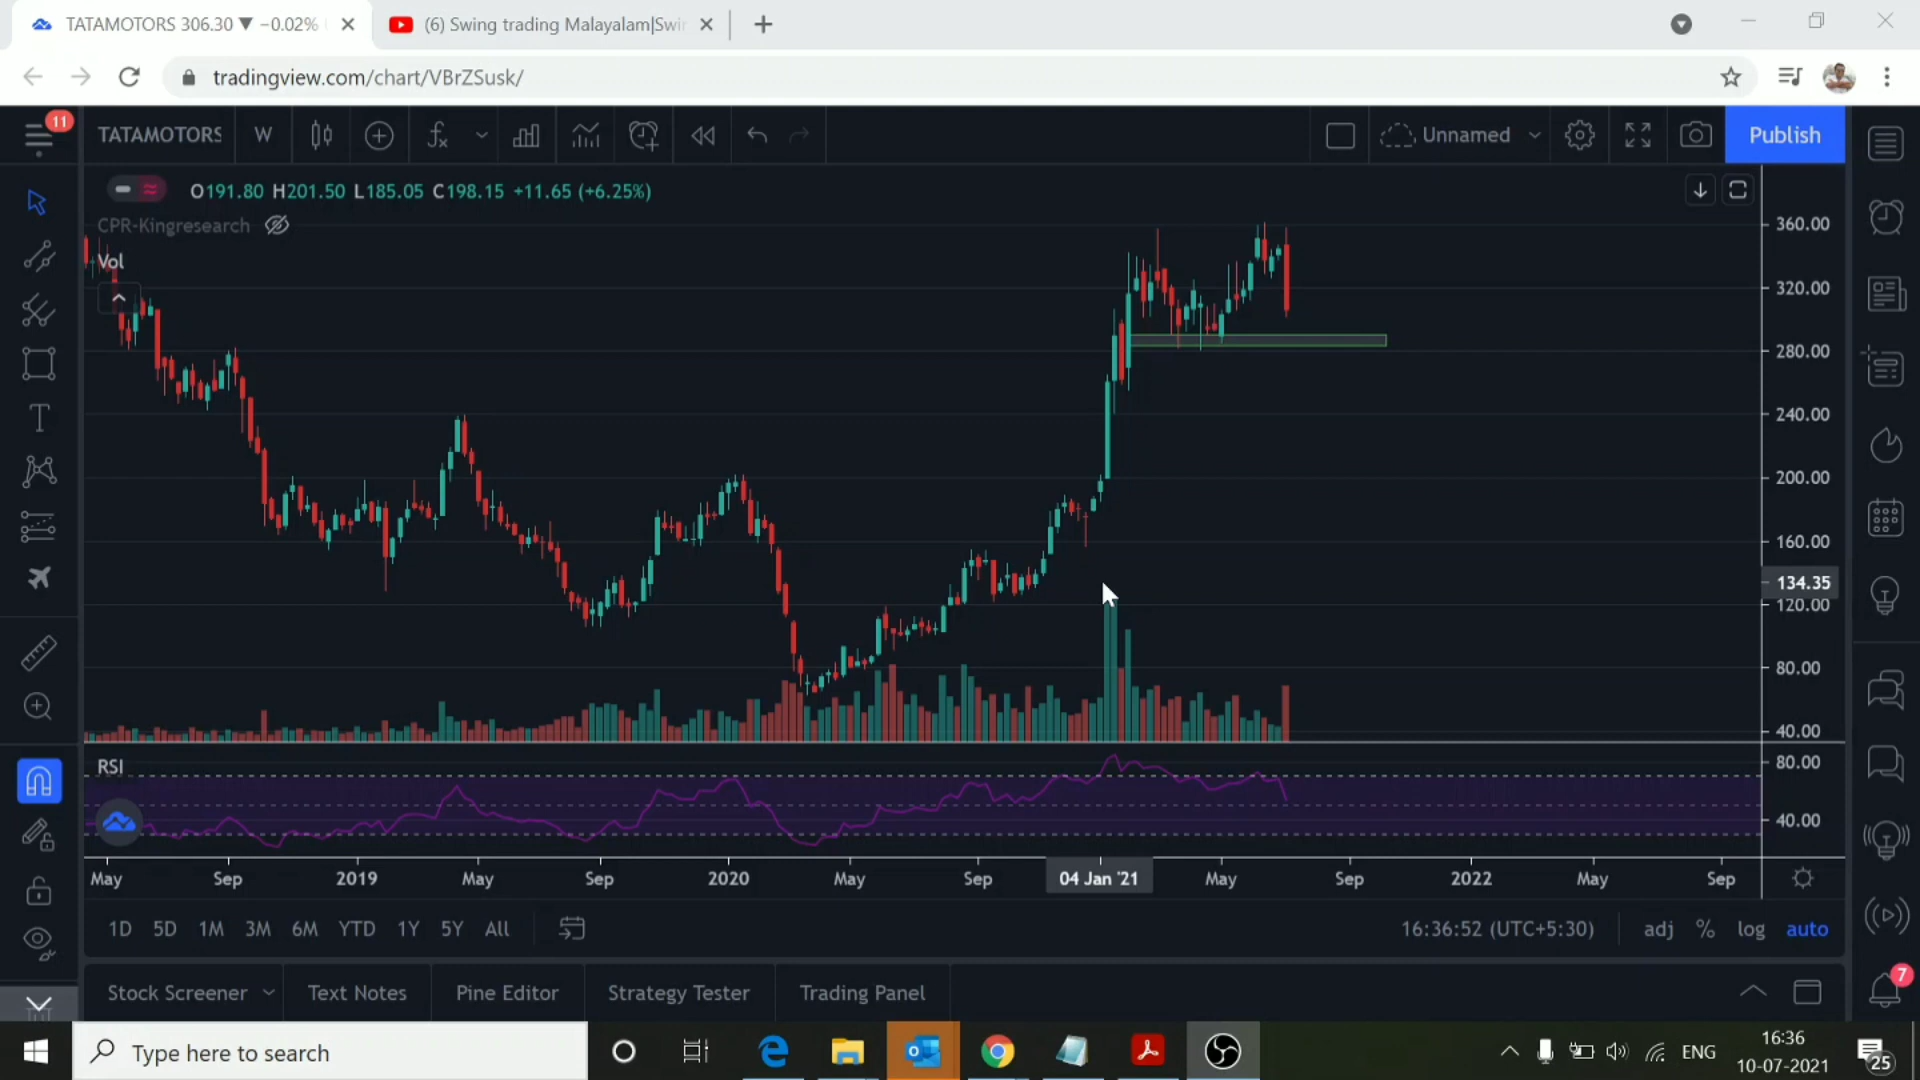 TATAMOTORS 306.30 ▼ −0.02%
(6) Swing trading Malayalam|Swi
tradingview.com/chart/VBrZSusk/
11
TATAMOTORS W Unnamed Publish
O191.80 H201.50 L185.05 C198.15 +11.65 (+6.25%)
CPR-Kingresearch
Vol
360.00
320.00
280.00
240.00
200.00
160.00
134.35
120.00
80.00
40.00
RSI
80.00
40.00
May Sep 2019 May Sep 2020 May Sep 04 Jan '21 May Sep 2022 May Sep
1D 5D 1M 3M 6M YTD 1Y 5Y All 16:36:52 (UTC+5:30) adj % log auto
7
Stock Screener Text Notes Pine Editor Strategy Tester Trading Panel
Type here to search
ENG
16:36
10-07-2021
25